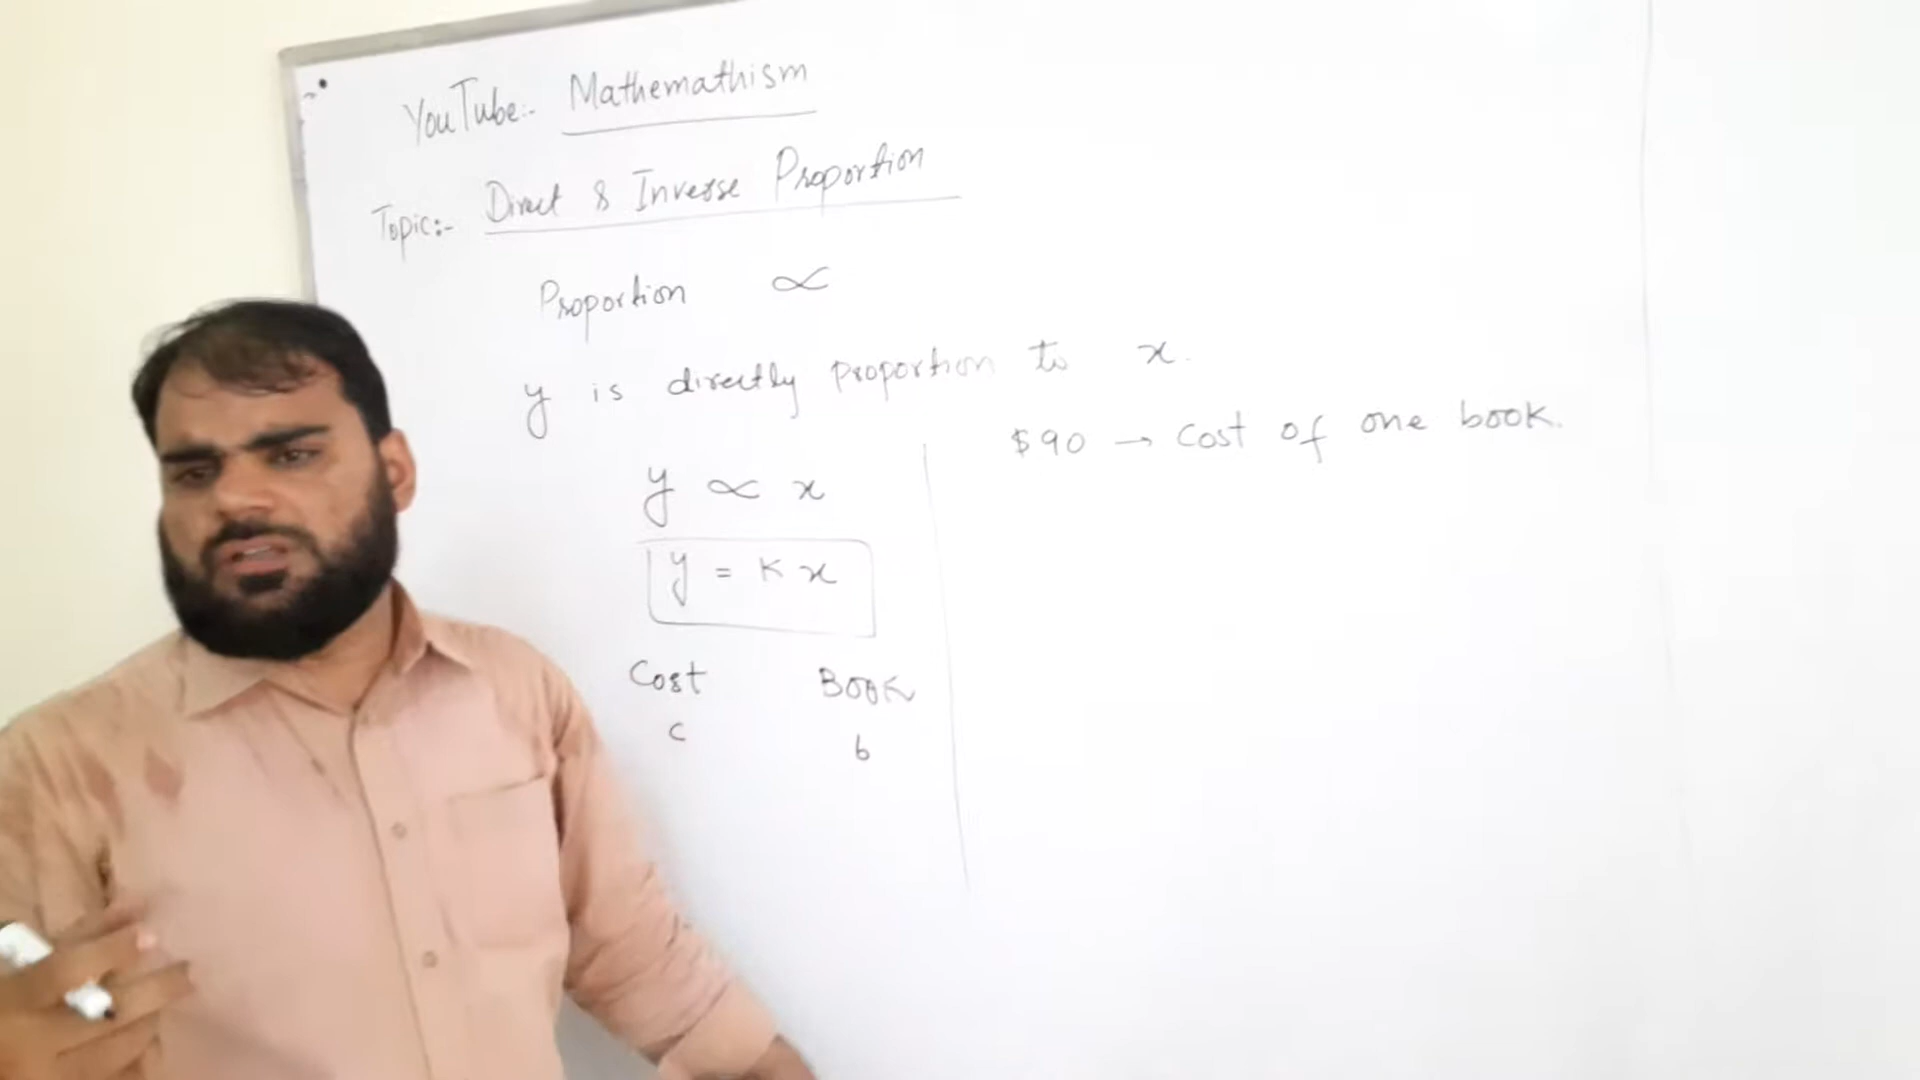 YouTube:- Mathemathism
Topic:- Direct & Inverse Proportion
Proportion ∝
y is directly proportion to x.
y ∝ x
y = K x
Cost Book
c b
$90 → Cost of one book.